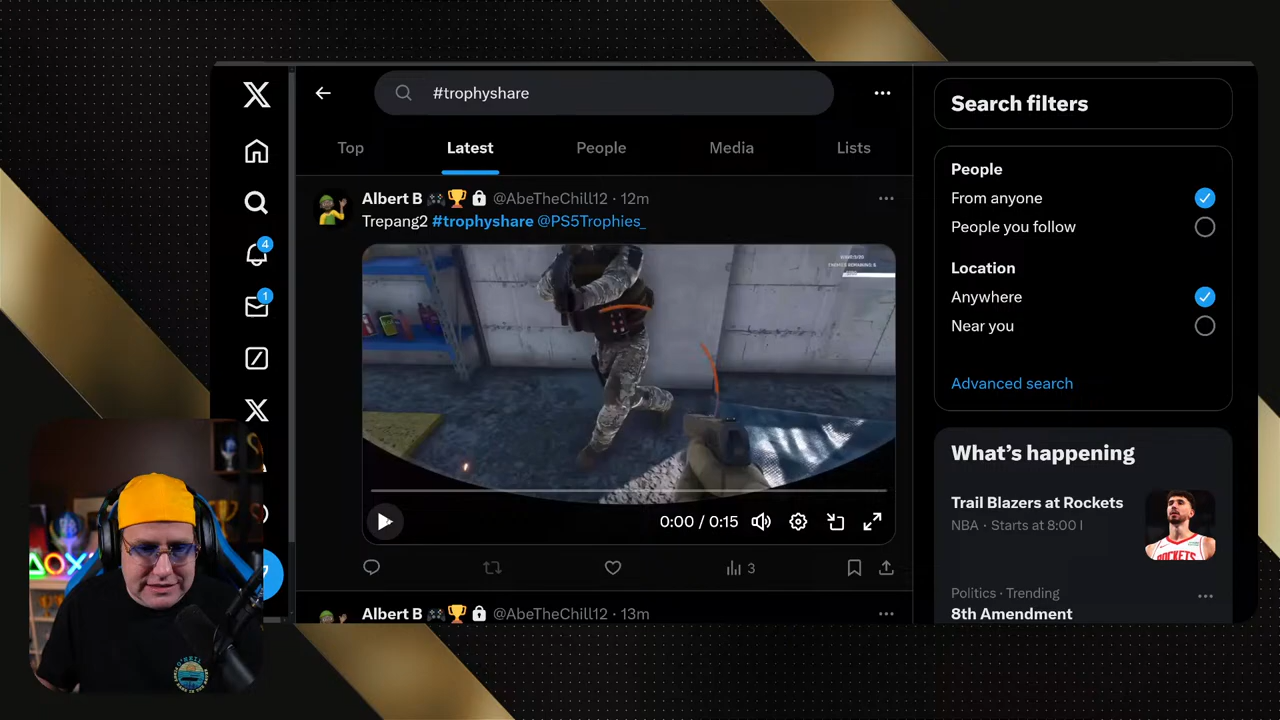 #trophyshare
Top
Latest
People
Media
Lists
Albert B 🎮🏆 @AbeTheChill12 · 12m
Trepang2 #trophyshare @PS5Trophies_
0:00 / 0:15
3
Albert B 🎮🏆 @AbeTheChill12 · 13m
4
1
Search filters
People
From anyone
People you follow
Location
Anywhere
Near you
Advanced search
What’s happening
Trail Blazers at Rockets
NBA · Starts at 8:00
ROCKETS
Politics · Trending
8th Amendment